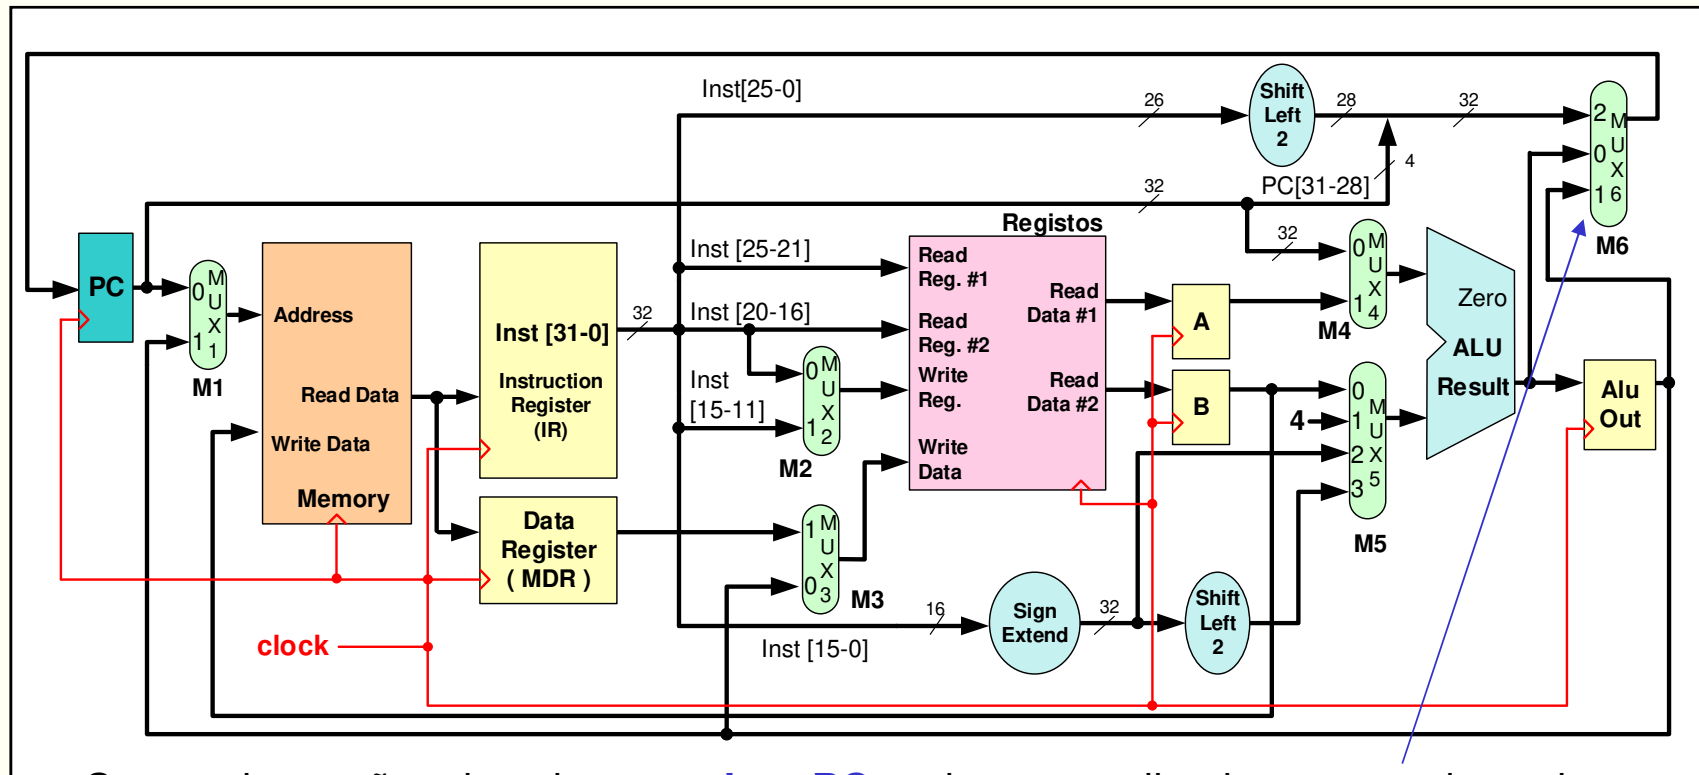 Inst[25-0]
26
Shift
Left
2
28
32
2
0
1
M
U
X
6
M6
4
PC[31-28]
32
Registos
PC
0
1
M
U
X
1
M1
Address
Read Data
Write Data
Memory
Inst [31-0]
Instruction
Register
(IR)
32
Inst [25-21]
Inst [20-16]
Inst
[15-11]
0
1
M
U
X
2
M2
Read
Reg. #1
Read
Reg. #2
Write
Reg.
Write
Data
Read
Data #1
Read
Data #2
A
B
32
0
1
M
U
X
4
M4
4
0
1
2
3
M
U
X
5
M5
Zero
ALU
Result
Alu
Out
Data
Register
( MDR )
1
0
M
U
X
3
M3
16
Inst [15-0]
Sign
Extend
32
Shift
Left
2
clock